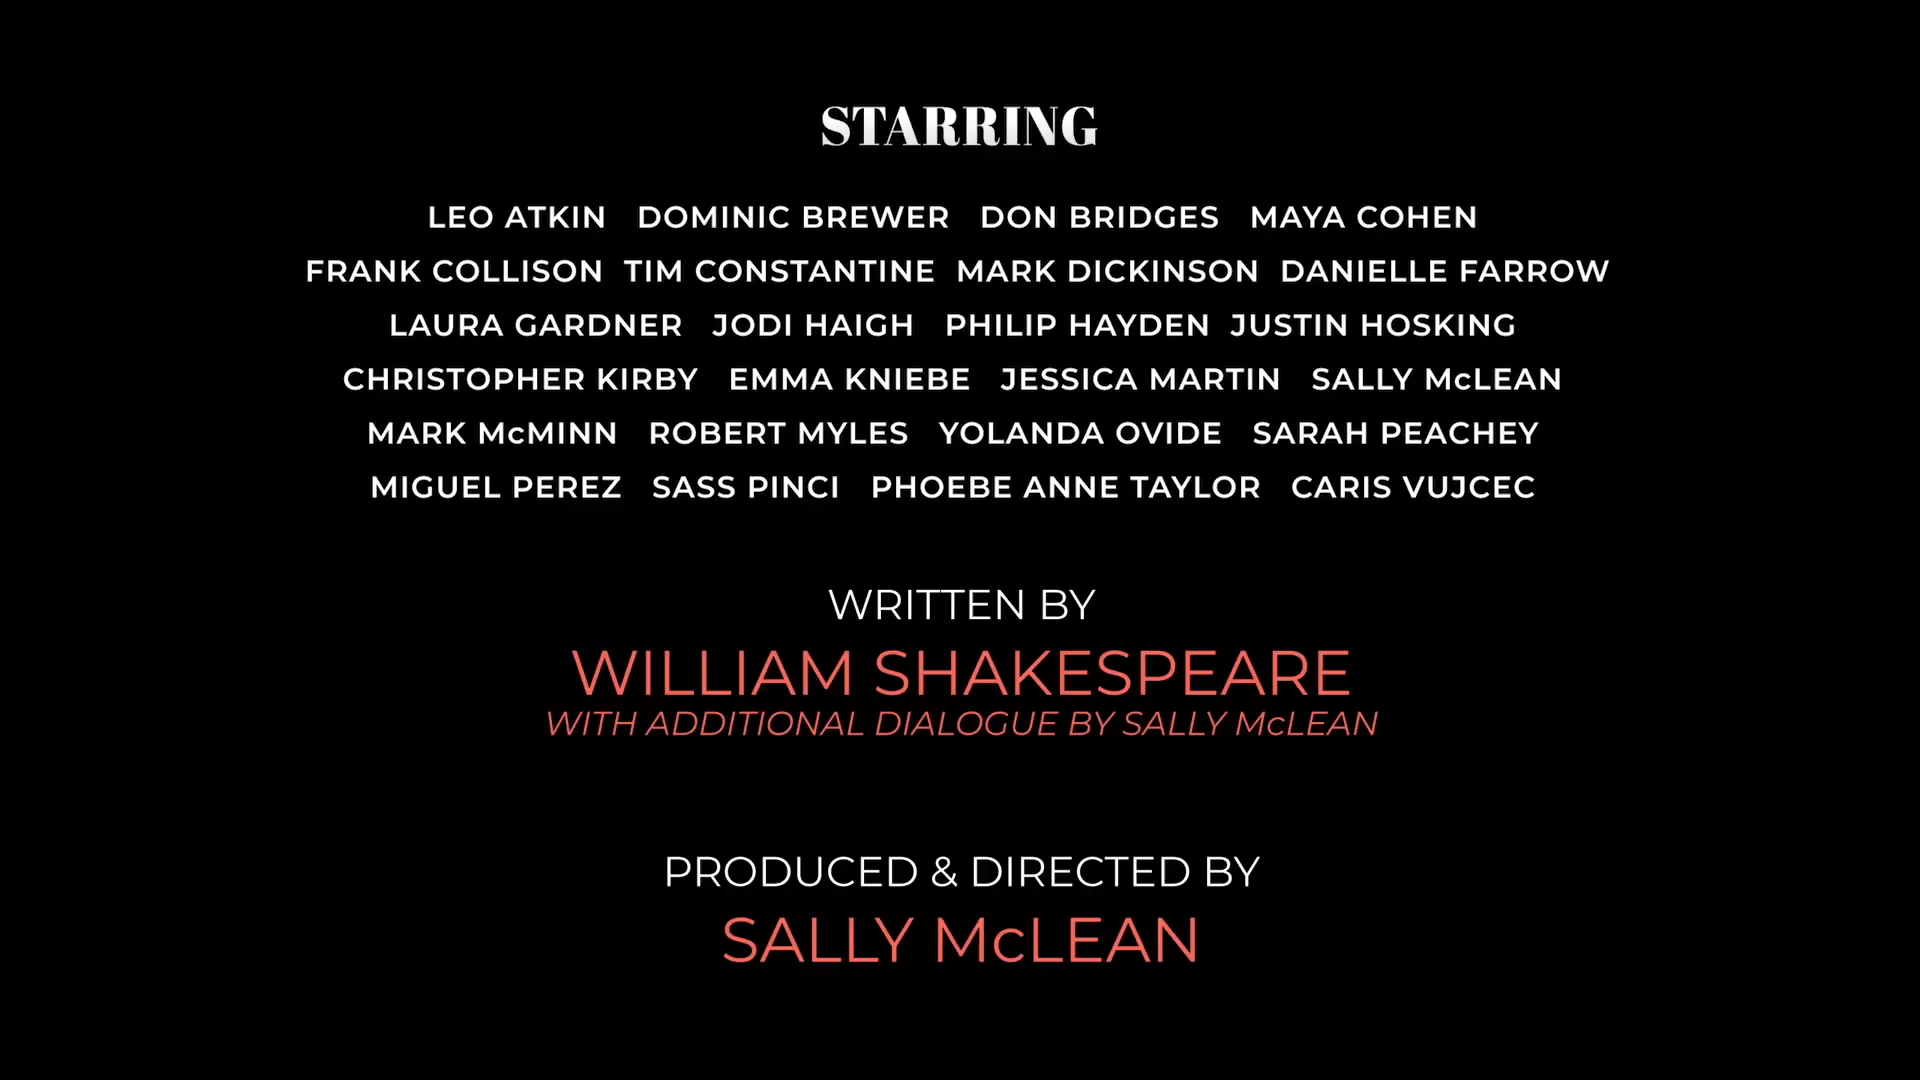 STARRING
LEO ATKIN DOMINIC BREWER DON BRIDGES MAYA COHEN
FRANK COLLISON TIM CONSTANTINE MARK DICKINSON DANIELLE FARROW
LAURA GARDNER JODI HAIGH PHILIP HAYDEN JUSTIN HOSKING
CHRISTOPHER KIRBY EMMA KNIEBE JESSICA MARTIN SALLY McLEAN
MARK McMINN ROBERT MYLES YOLANDA OVIDE SARAH PEACHEY
MIGUEL PEREZ SASS PINCI PHOEBE ANNE TAYLOR CARIS VUJCEC
WRITTEN BY
WILLIAM SHAKESPEARE
WITH ADDITIONAL DIALOGUE BY SALLY McLEAN
PRODUCED & DIRECTED BY
SALLY McLEAN